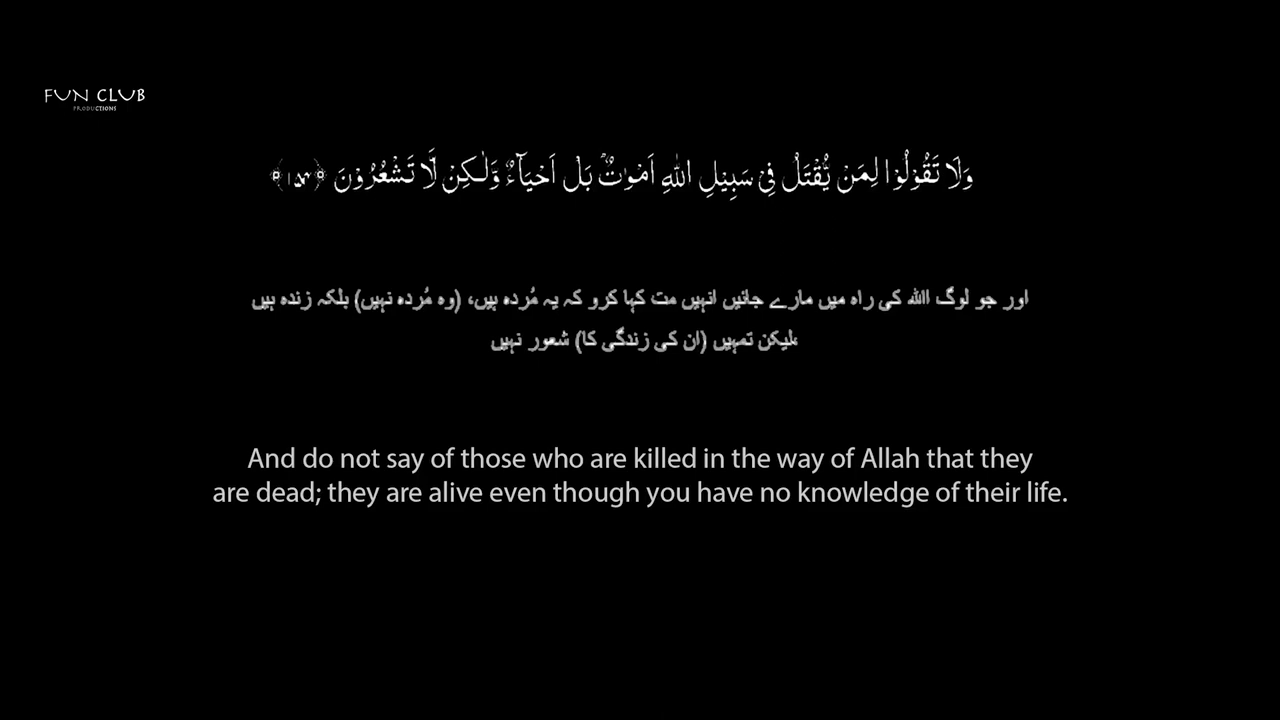 FUN CLUB
PRODUCTIONS
وَلَا تَقُوْلُوْا لِمَنْ يُّقْتَلُ فِيْ سَبِيْلِ اللّٰهِ اَمْوٰتٌ ؕ بَلْ اَحْيَآءٌ وَّلٰكِنْ لَّا تَشْعُرُوْنَ ﴿۱۵۴﴾
اور جو لوگ اﷲ کی راہ میں مارے جائیں انہیں مت کہا کرو کہ یہ مُردہ ہیں، (وہ مُردہ نہیں) بلکہ زندہ ہیں
لیکن تمہیں (ان کی زندگی کا) شعور نہیں
And do not say of those who are killed in the way of Allah that they
are dead; they are alive even though you have no knowledge of their life.